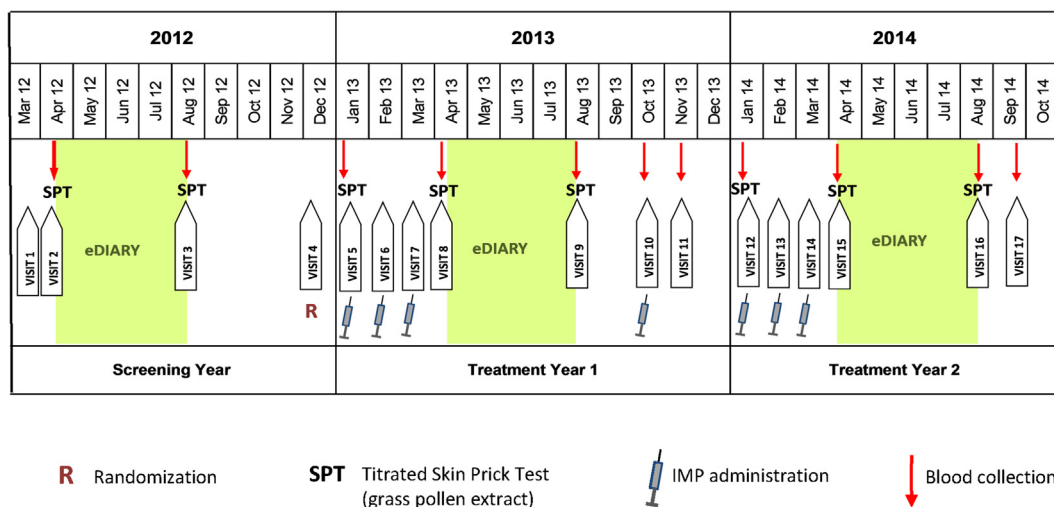 2012 2013 2014
Mar 12 Apr 12 May 12 Jun 12 Jul 12 Aug 12 Sep 12 Oct 12 Nov 12 Dec 12 Jan 13 Feb 13 Mar 13 Apr 13 May 13 Jun 13 Jul 13 Aug 13 Sep 13 Oct 13 Nov 13 Dec 13 Jan 14 Feb 14 Mar 14 Apr 14 May 14 Jun 14 Jul 14 Aug 14 Sep 14 Oct 14
SPT SPT SPT SPT SPT SPT SPT SPT
VISIT 1 VISIT 2 eDIARY VISIT 3 VISIT 4 VISIT 5 VISIT 6 VISIT 7 VISIT 8 eDIARY VISIT 9 VISIT 10 VISIT 11 VISIT 12 VISIT 13 VISIT 14 VISIT 15 eDIARY VISIT 16 VISIT 17
R
Screening Year Treatment Year 1 Treatment Year 2
R Randomization SPT Titrated Skin Prick Test IMP administration Blood collection
(grass pollen extract)